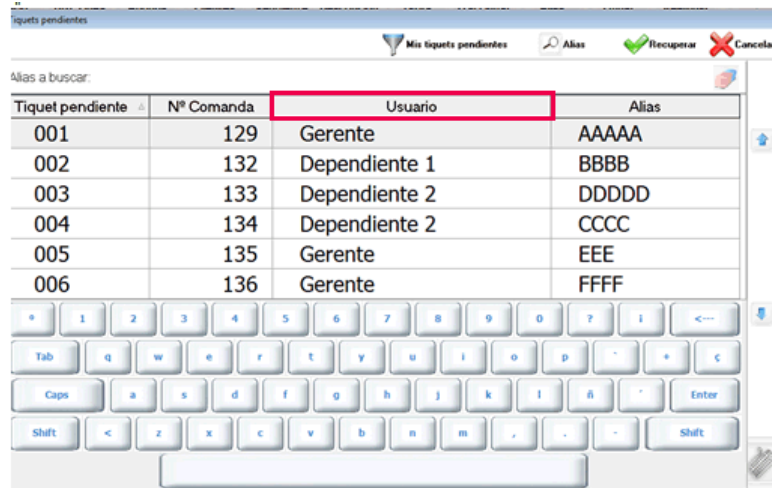 Tiquets pendientes
Mis tiquets pendientes Alias Recuperar Cancela
Alias a buscar:
Tiquet pendiente Nº Comanda Usuario Alias
001 129 Gerente AAAAA
002 132 Dependiente 1 BBBB
003 133 Dependiente 2 DDDDD
004 134 Dependiente 2 CCCC
005 135 Gerente EEE
006 136 Gerente FFFF
º 1 2 3 4 5 6 7 8 9 0 ? ¡ <---
Tab q w e r t y u i o p ` + ç
Caps a s d f g h j k l ñ ´ Enter
Shift < z x c v b n m , . - Shift